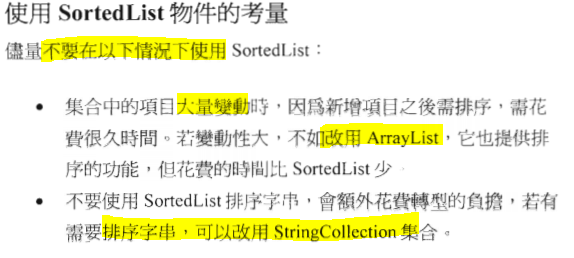 使用 SortedList 物件的考量
儘量不要在以下情況下使用 SortedList：
• 集合中的項目大量變動時，因為新增項目之後需排序，需花
費很久時間。若變動性大，不如改用 ArrayList，它也提供排
序的功能，但花費的時間比 SortedList 少
• 不要使用 SortedList 排序字串，會額外花費轉型的負擔，若有
需要排序字串，可以改用 StringCollection 集合。